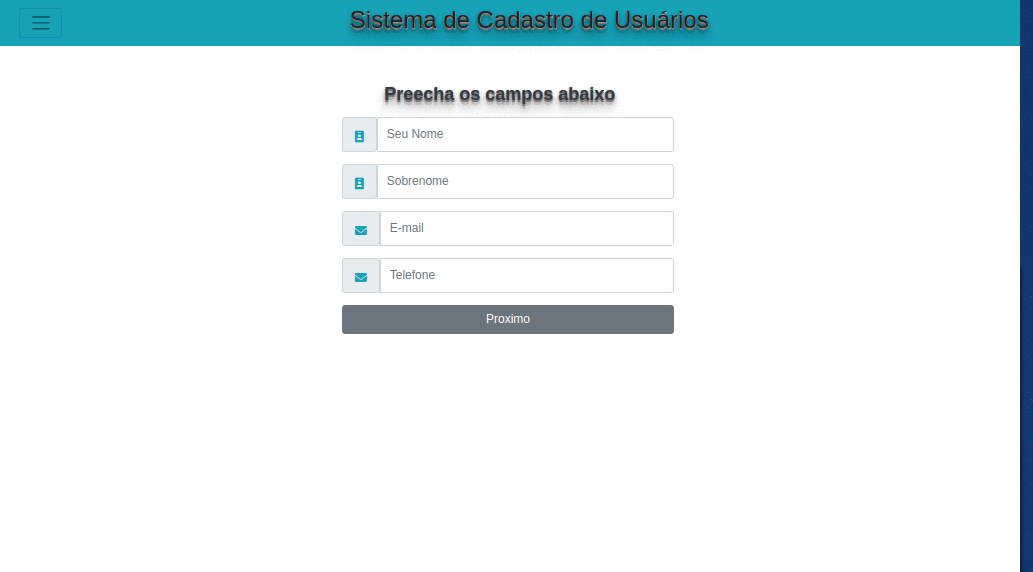 Sistema de Cadastro de Usuários
Preecha os campos abaixo
Seu Nome
Sobrenome
E-mail
Telefone
Proximo